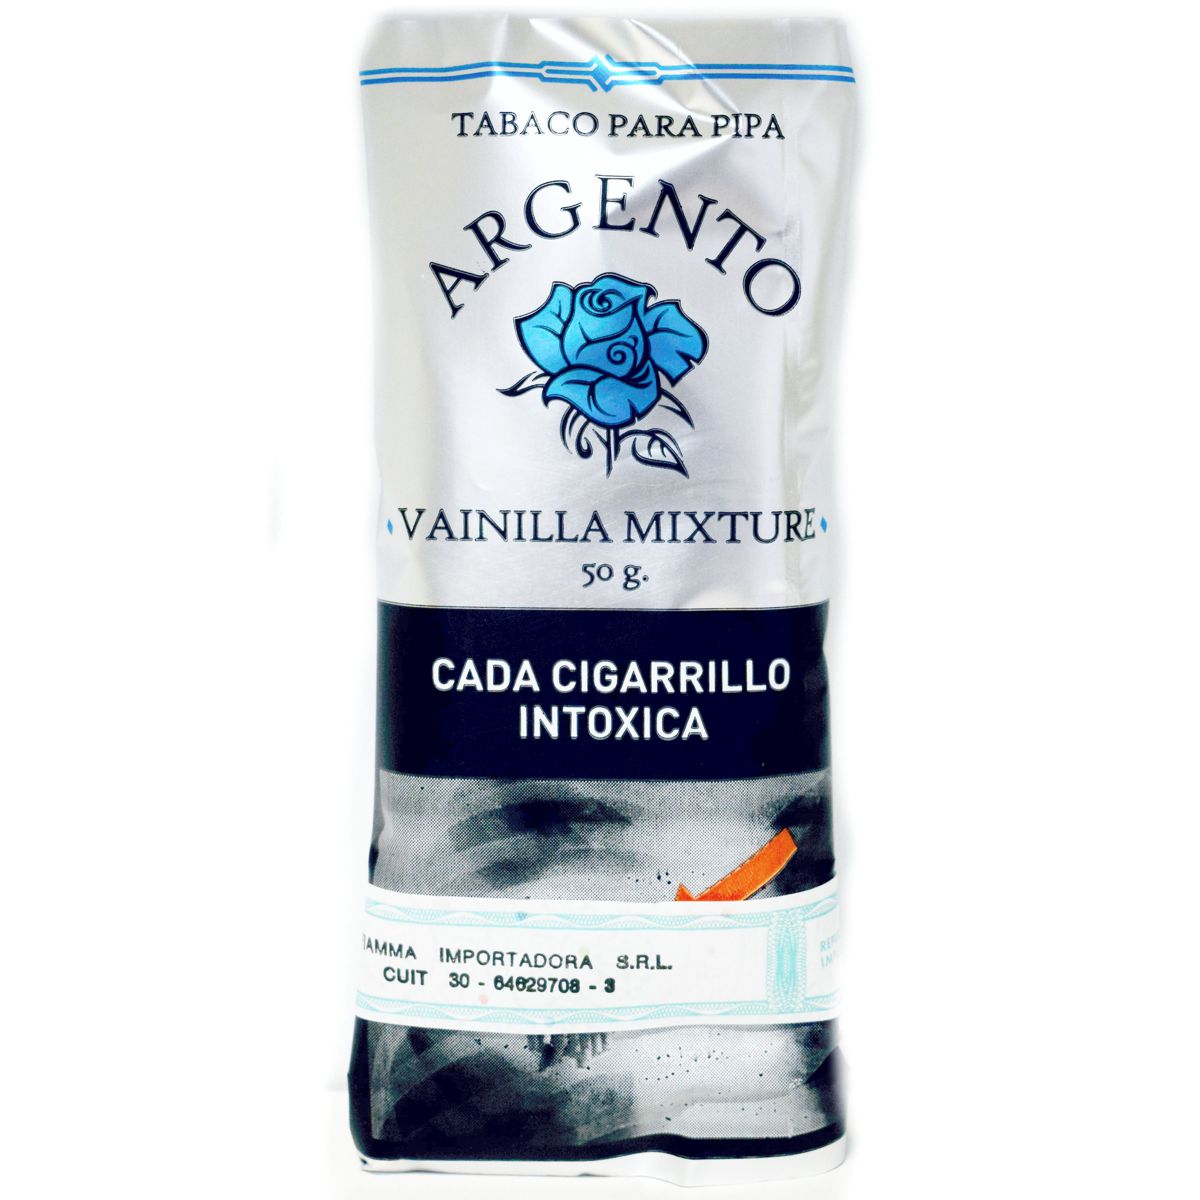 TABACO PARA PIPA
ARGENTO
VAINILLA MIXTURE
50 g.
CADA CIGARRILLO
INTOXICA
IMPORTADORA S.R.L.
CUIT 30 - 64629708 - 3